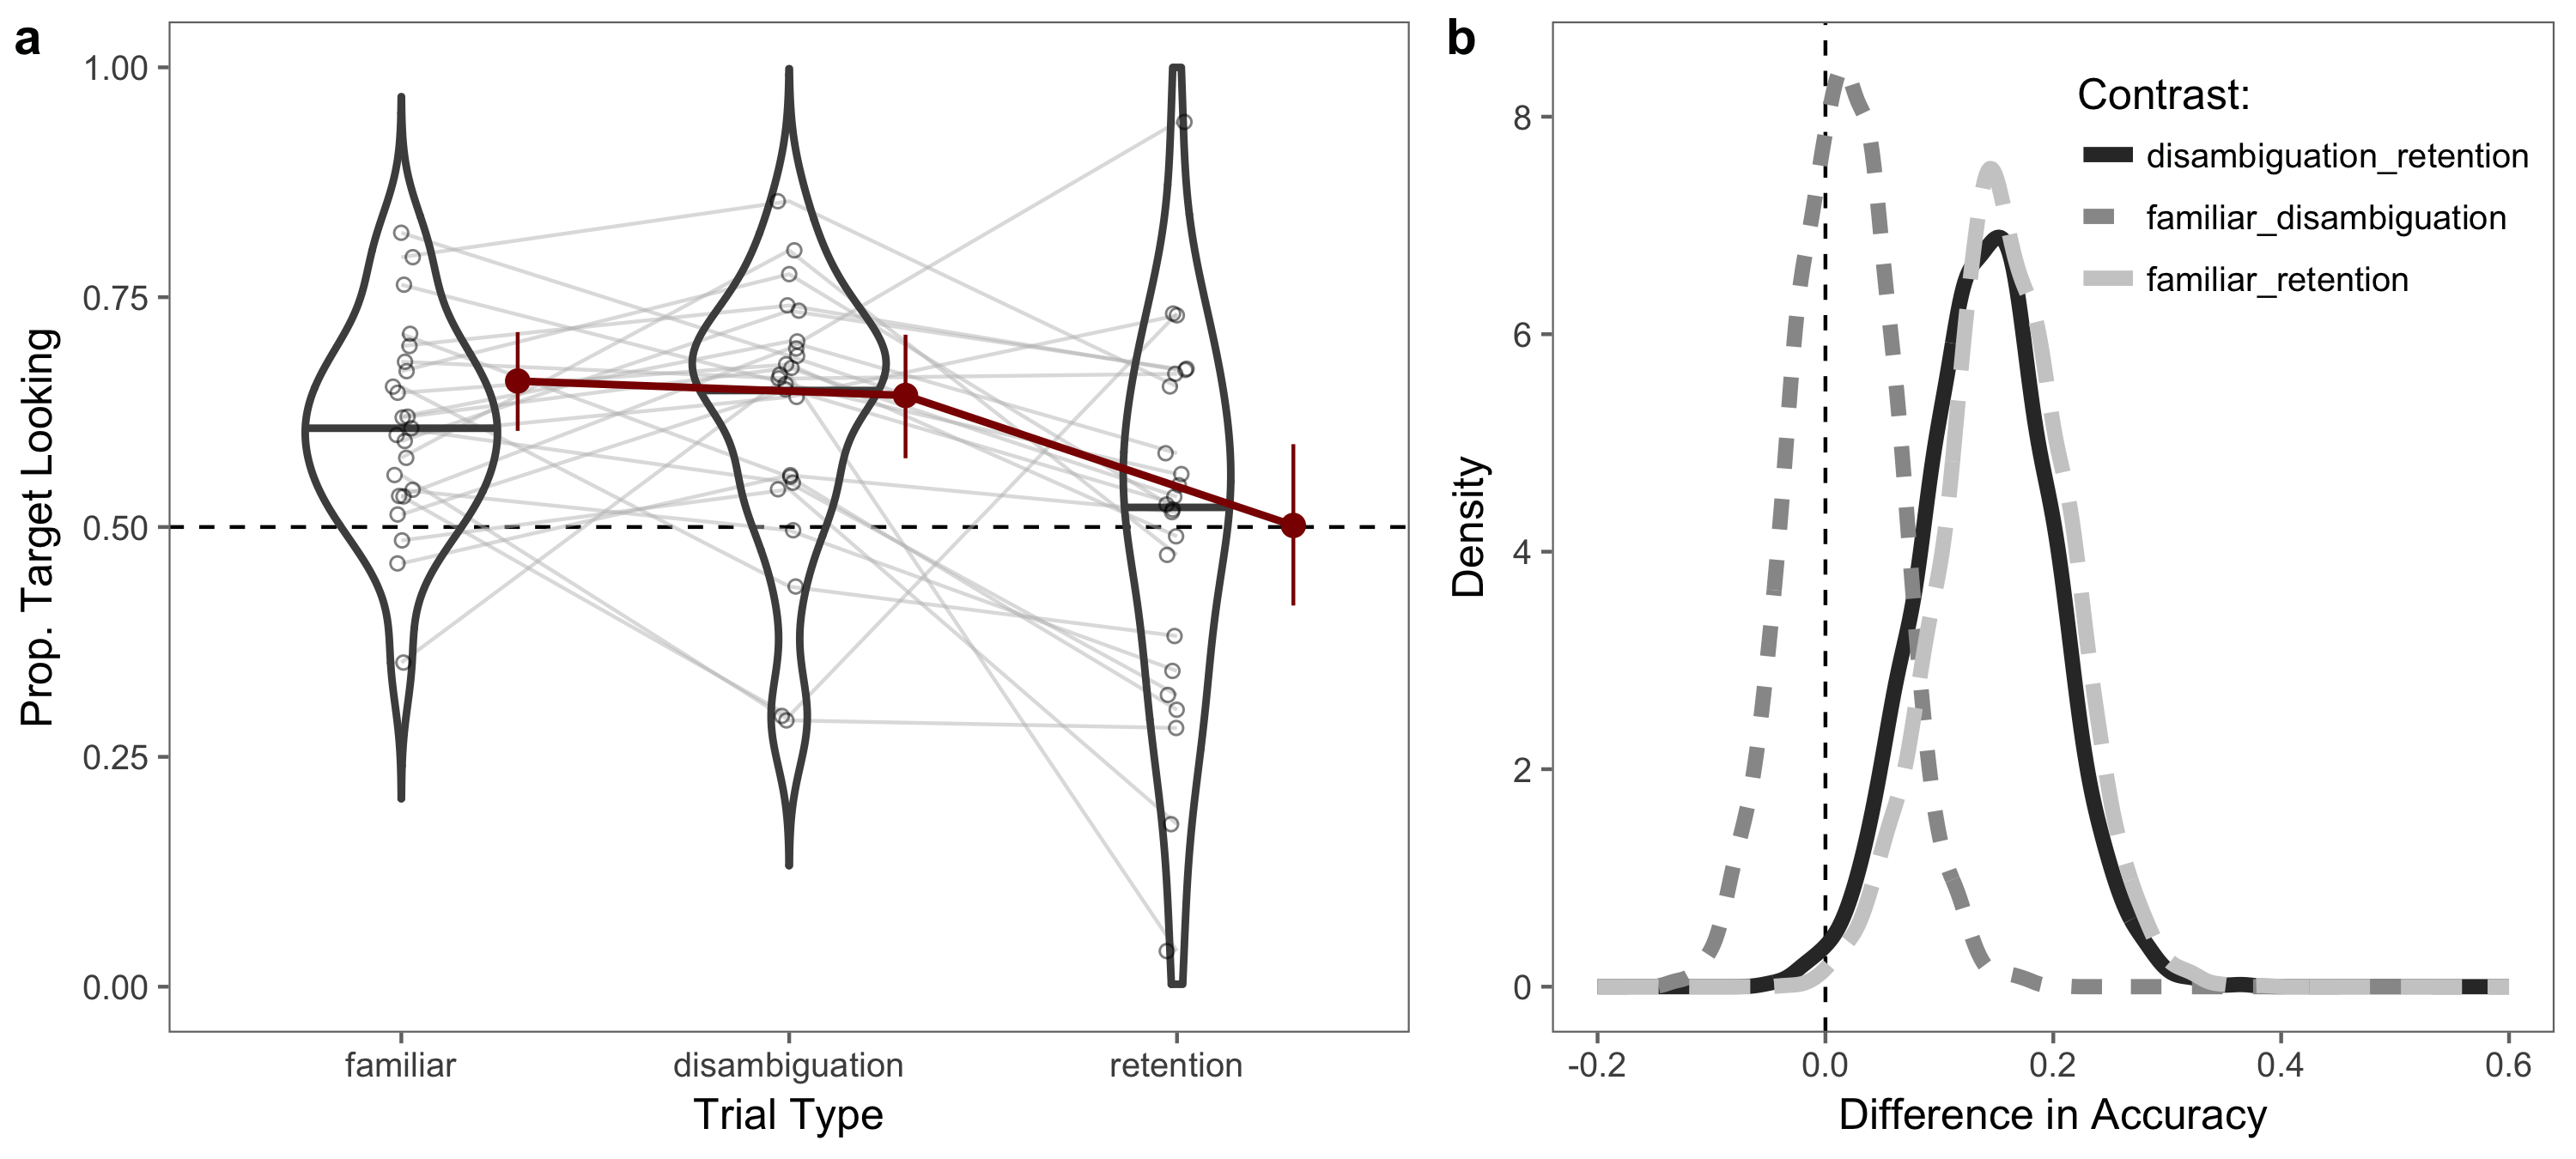 a
1.00
0.75
0.50
0.25
0.00
Prop. Target Looking
familiar
disambiguation
retention
Trial Type
b
8
6
4
2
0
Density
Contrast:
disambiguation_retention
familiar_disambiguation
familiar_retention
-0.2
0.0
0.2
0.4
0.6
Difference in Accuracy